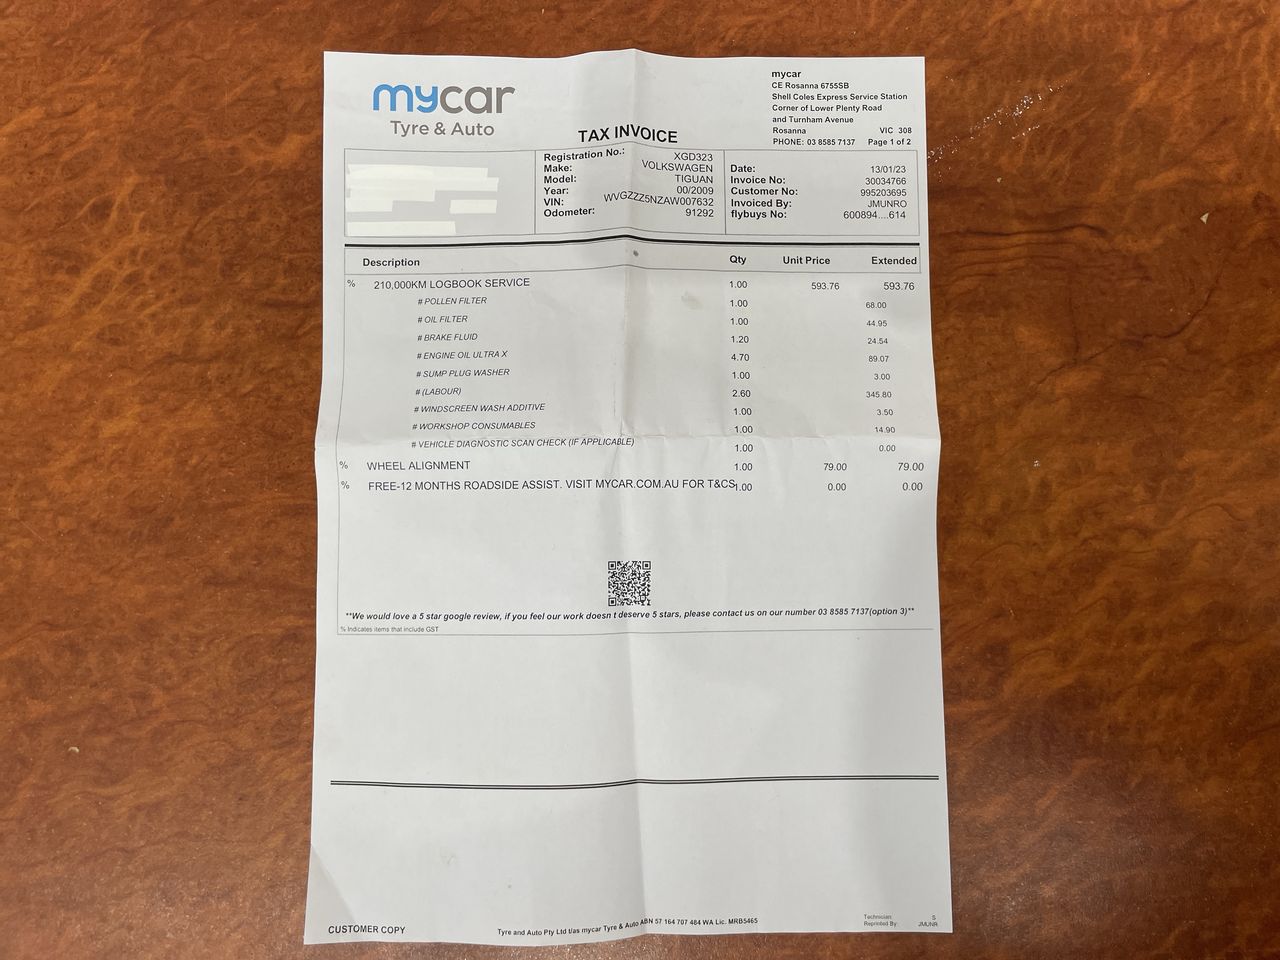 mycar
Tyre & Auto
TAX INVOICE
mycar
CE Rosanna 6755SB
Shell Coles Express Service Station
Corner of Lower Plenty Road
and Turnham Avenue
Rosanna VIC 308
PHONE: 03 8585 7137 Page 1 of 2
Registration No.: XGD323
Make: VOLKSWAGEN
Model: TIGUAN
Year: 00/2009
VIN: WVGZZZ5NZAW007632
Odometer: 91292
Date: 13/01/23
Invoice No: 30034766
Customer No: 995203695
Invoiced By: JMUNRO
flybuys No: 600894....614
Description Qty Unit Price Extended
% 210,000KM LOGBOOK SERVICE 1.00 593.76 593.76
# POLLEN FILTER 1.00 68.00
# OIL FILTER 1.00 44.95
# BRAKE FLUID 1.20 24.54
# ENGINE OIL ULTRA X 4.70 89.07
# SUMP PLUG WASHER 1.00 3.00
# (LABOUR) 2.60 345.80
# WINDSCREEN WASH ADDITIVE 1.00 3.50
# WORKSHOP CONSUMABLES 1.00 14.90
# VEHICLE DIAGNOSTIC SCAN CHECK (IF APPLICABLE) 1.00 0.00
% WHEEL ALIGNMENT 1.00 79.00 79.00
% FREE-12 MONTHS ROADSIDE ASSIST. VISIT MYCAR.COM.AU FOR T&CS 1.00 0.00 0.00
**We would love a 5 star google review, if you feel our work doesn t deserve 5 stars, please contact us on our number 03 8585 7137(option 3)**
% Indicates items that include GST
CUSTOMER COPY
Tyre and Auto Pty Ltd t/as mycar Tyre & Auto ABN 57 164 707 484 WA Lic. MRB5465
Technician: S
Reprinted By: JMUNR